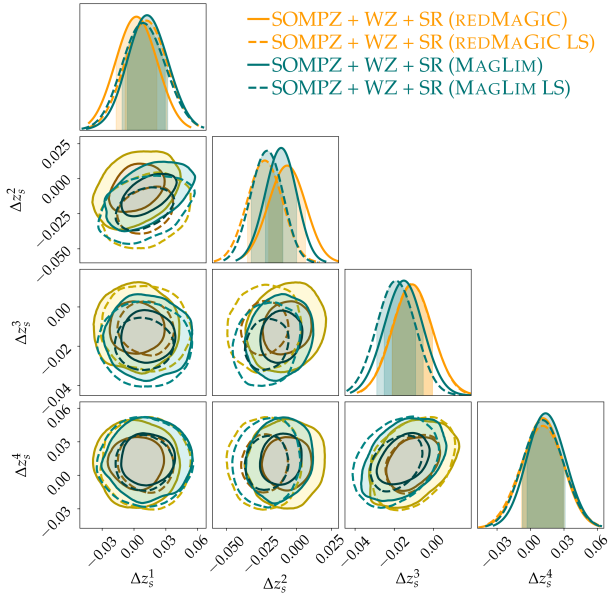 SOMPZ + WZ + SR (REDMAGIC)
SOMPZ + WZ + SR (REDMAGIC LS)
SOMPZ + WZ + SR (MAGLIM)
SOMPZ + WZ + SR (MAGLIM LS)
0.025
0.000
−0.025
−0.050
Δz_s^2
0.00
−0.02
−0.04
Δz_s^3
0.06
0.03
0.00
−0.03
Δz_s^4
−0.03 0.00 0.03 0.06
−0.050 −0.025 0.000
−0.04 −0.02 0.00
−0.03 0.00 0.03 0.06
Δz_s^1 Δz_s^2 Δz_s^3 Δz_s^4